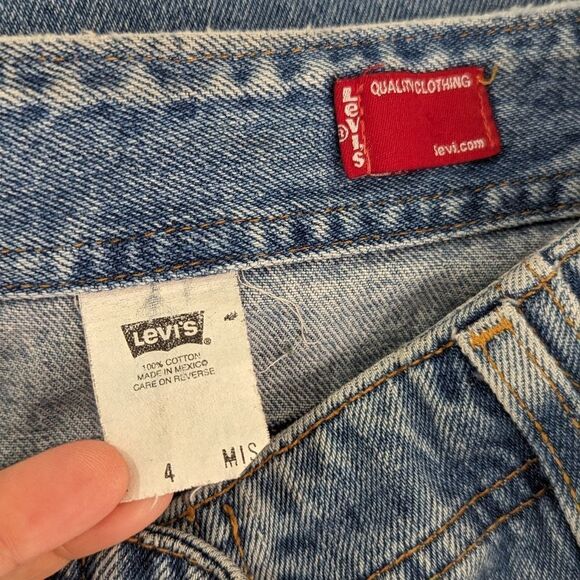 QUALITY CLOTHING
Levi's
®
levi.com
Levi's®
100% COTTON
MADE IN MEXICO
CARE ON REVERSE
4 MIS